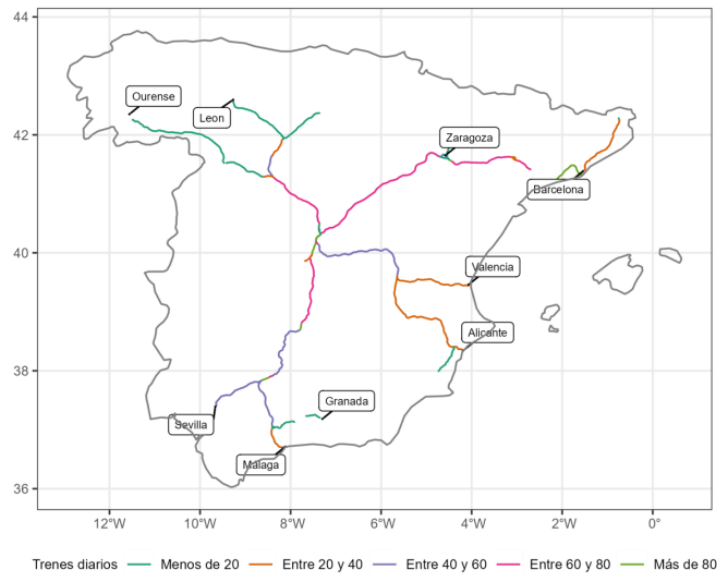 44
Ourense
Leon
42
Zaragoza
Barcelona
40
Valencia
Alicante
38
Granada
Sevilla
Málaga
36
12°W 10°W 8°W 6°W 4°W 2°W 0°
Trenes diarios Menos de 20 Entre 20 y 40 Entre 40 y 60 Entre 60 y 80 Más de 80